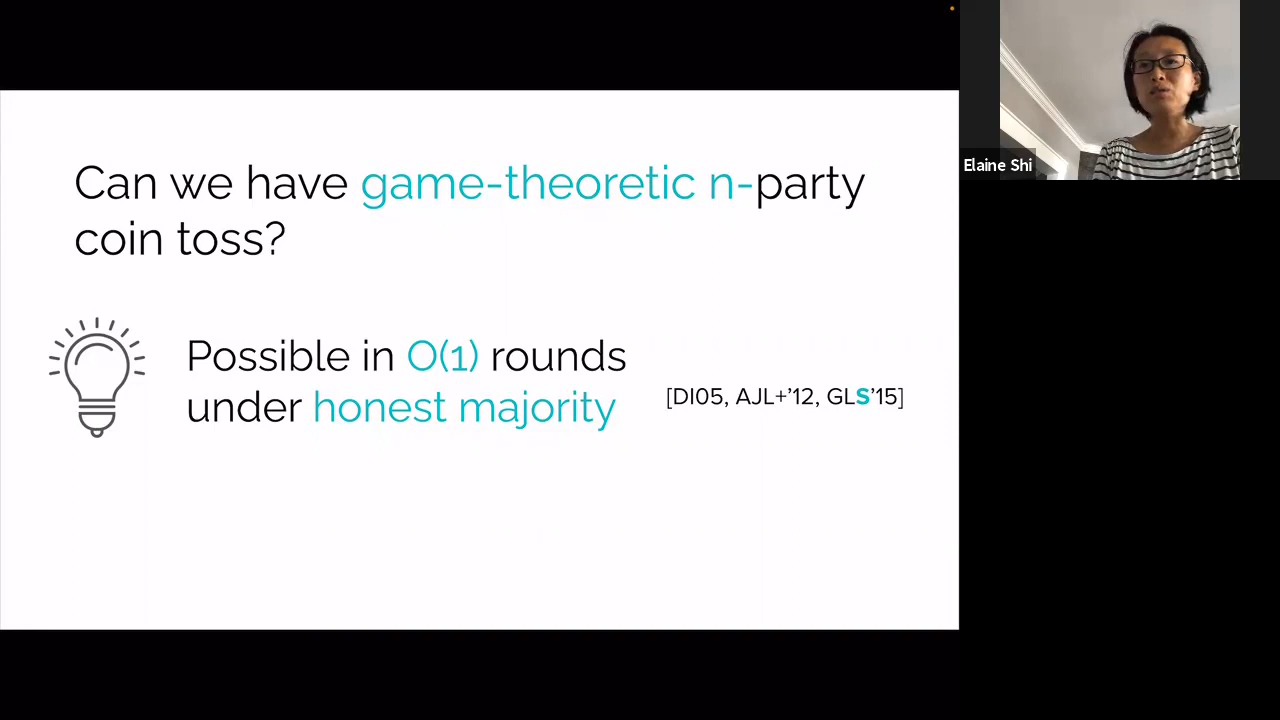 Can we have game-theoretic n-party
coin toss?
Possible in O(1) rounds
under honest majority
[DI05, AJL+'12, GLS'15]
Elaine Shi